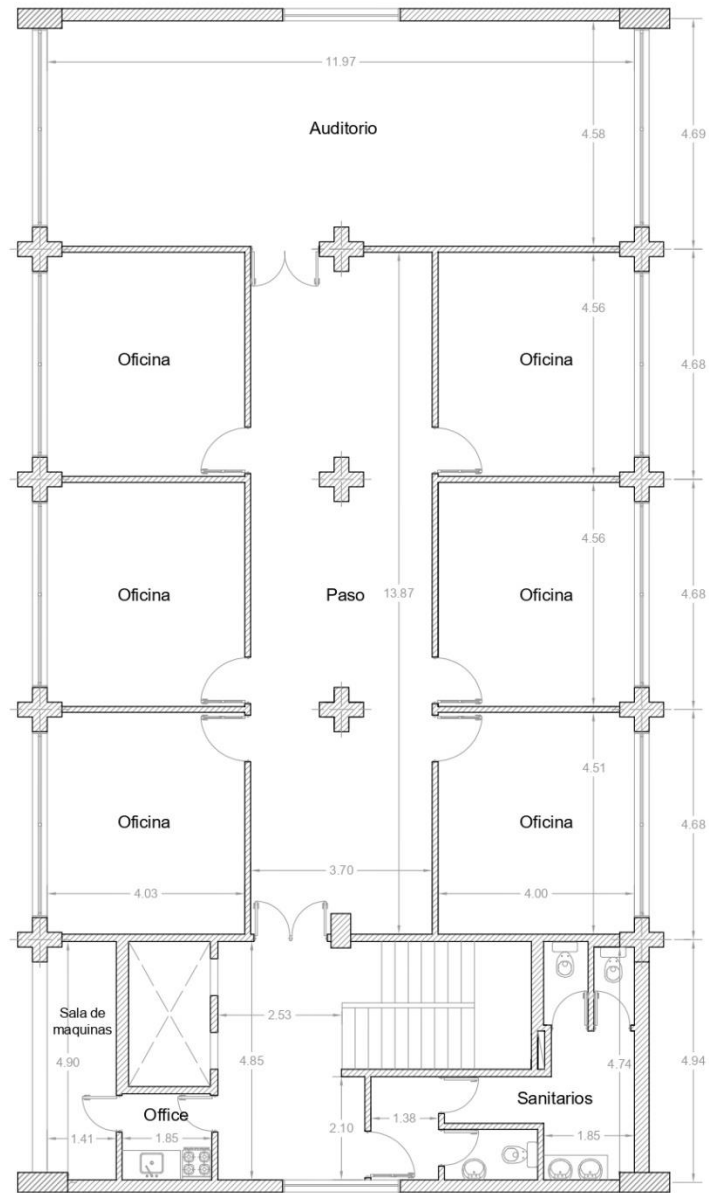 11.97
Auditorio
4.58
4.69
Oficina
4.56
Oficina
4.68
Oficina
Paso
13.87
4.56
Oficina
4.68
Oficina
4.51
Oficina
4.68
3.70
4.03
4.00
Sala de
maquinas
2.53
4.90
4.85
4.74
4.94
Office
Sanitarios
2.10
1.38
1.41
1.85
1.85